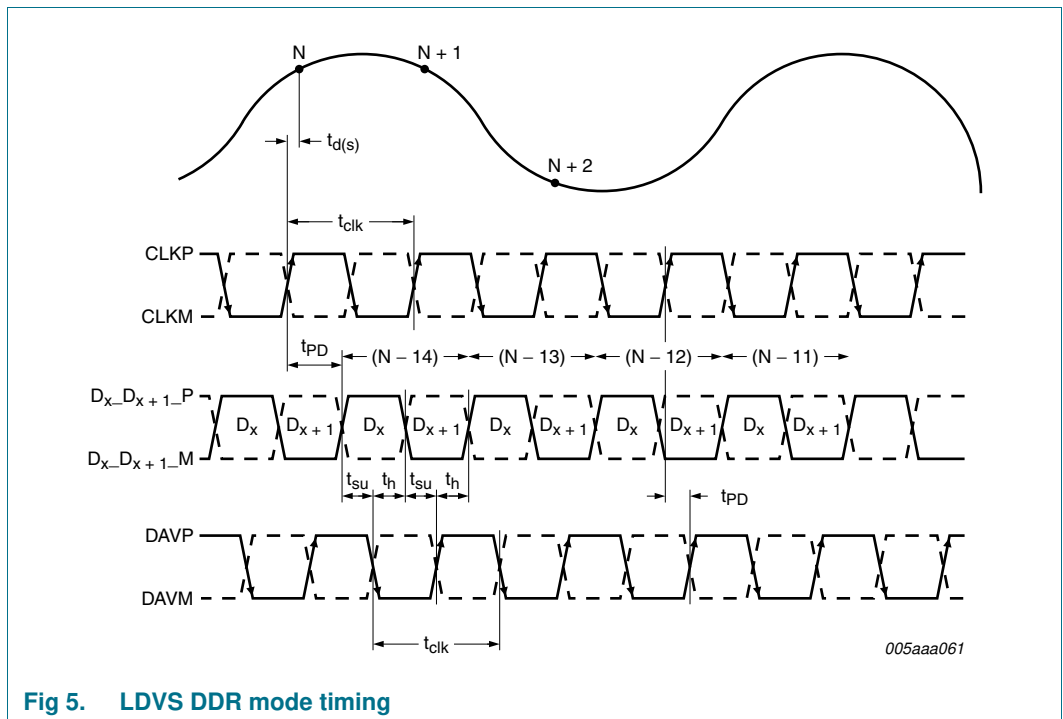 N
N + 1
t_d(s)
N + 2
t_clk
CLKP
CLKM
t_PD
(N − 14)
(N − 13)
(N − 12)
(N − 11)
D_x_D_x + 1_P
D_x
D_x + 1
D_x
D_x + 1
D_x
D_x + 1
D_x
D_x + 1
D_x
D_x + 1
D_x_D_x + 1_M
t_su
t_h
t_su
t_h
t_PD
DAVP
DAVM
t_clk
005aaa061
Fig 5. LDVS DDR mode timing